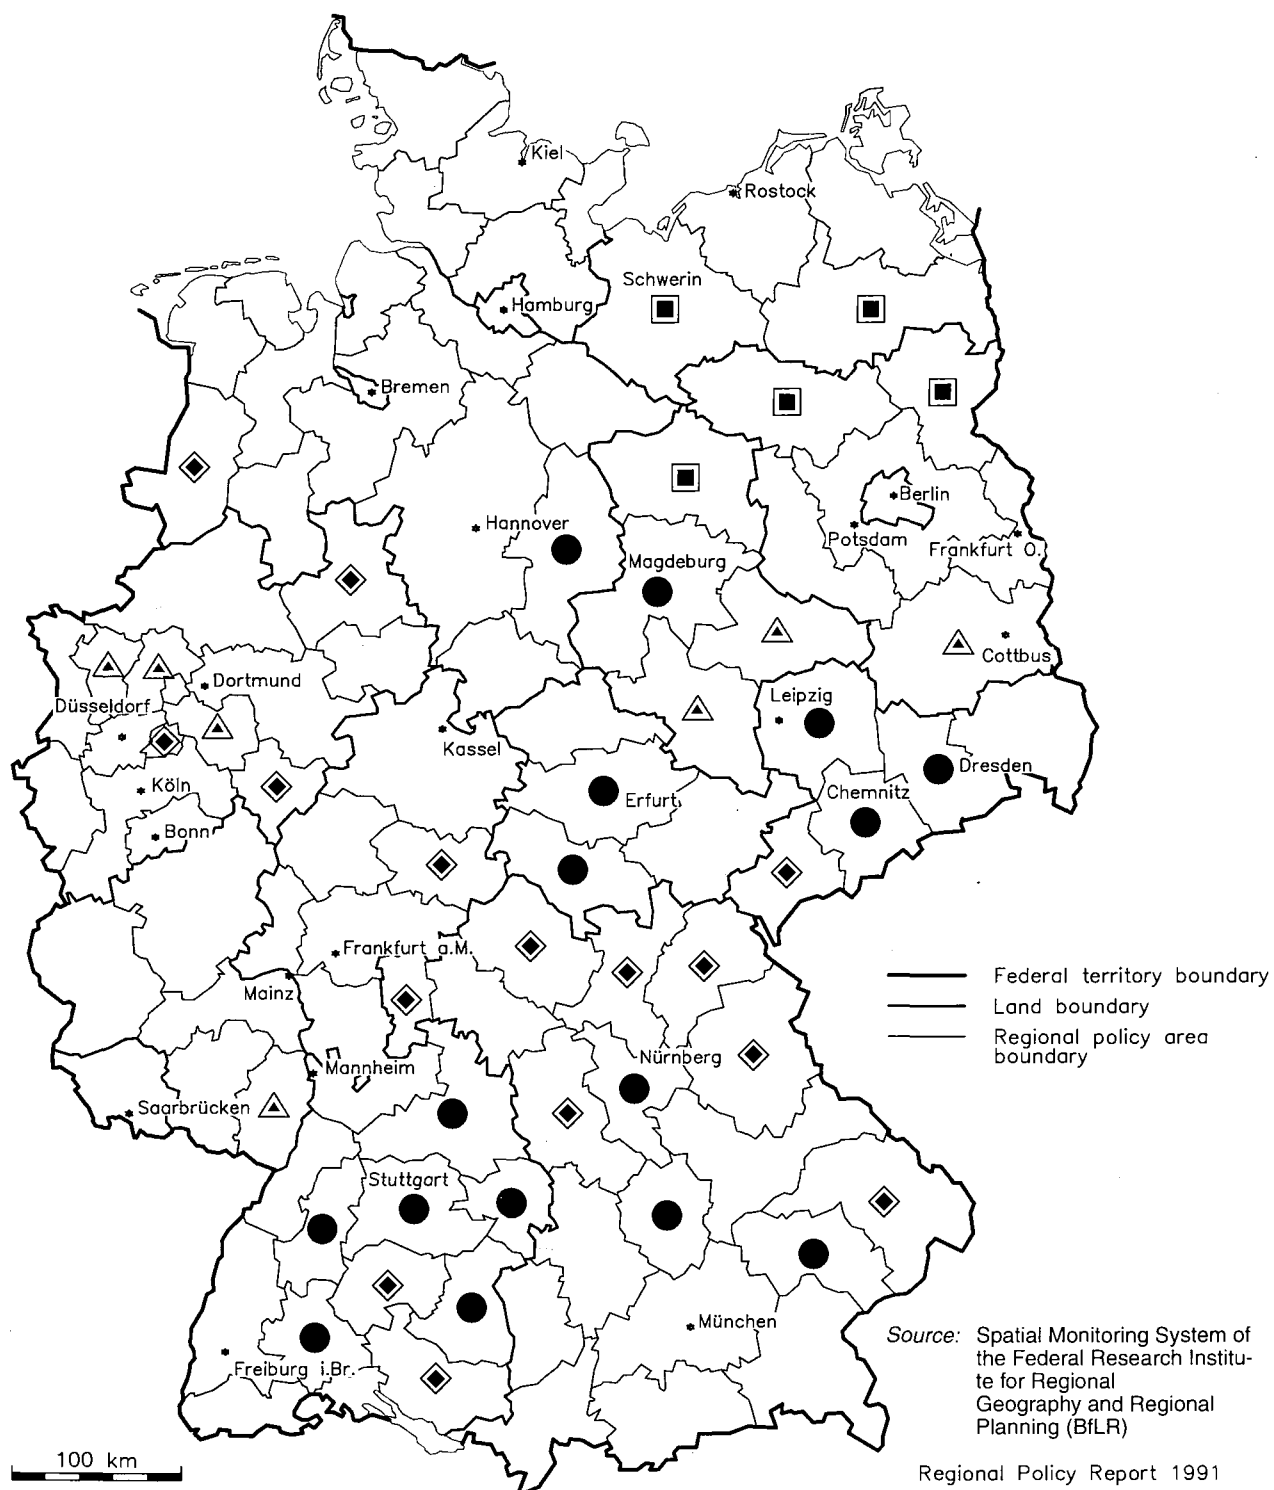 Kiel
Rostock
Schwerin
Hamburg
Bremen
Berlin
Hannover
Potsdam
Frankfurt O.
Magdeburg
Cottbus
Dortmund
Düsseldorf
Leipzig
Kassel
Dresden
Köln
Erfurt
Chemnitz
Bonn
Frankfurt a.M.
Mainz
Federal territory boundary
Land boundary
Regional policy area
boundary
Nürnberg
Mannheim
Saarbrücken
Stuttgart
München
Freiburg i.Br.
Source: Spatial Monitoring System of
the Federal Research Institu-
te for Regional
Geography and Regional
Planning (BfLR)
100 km
Regional Policy Report 1991